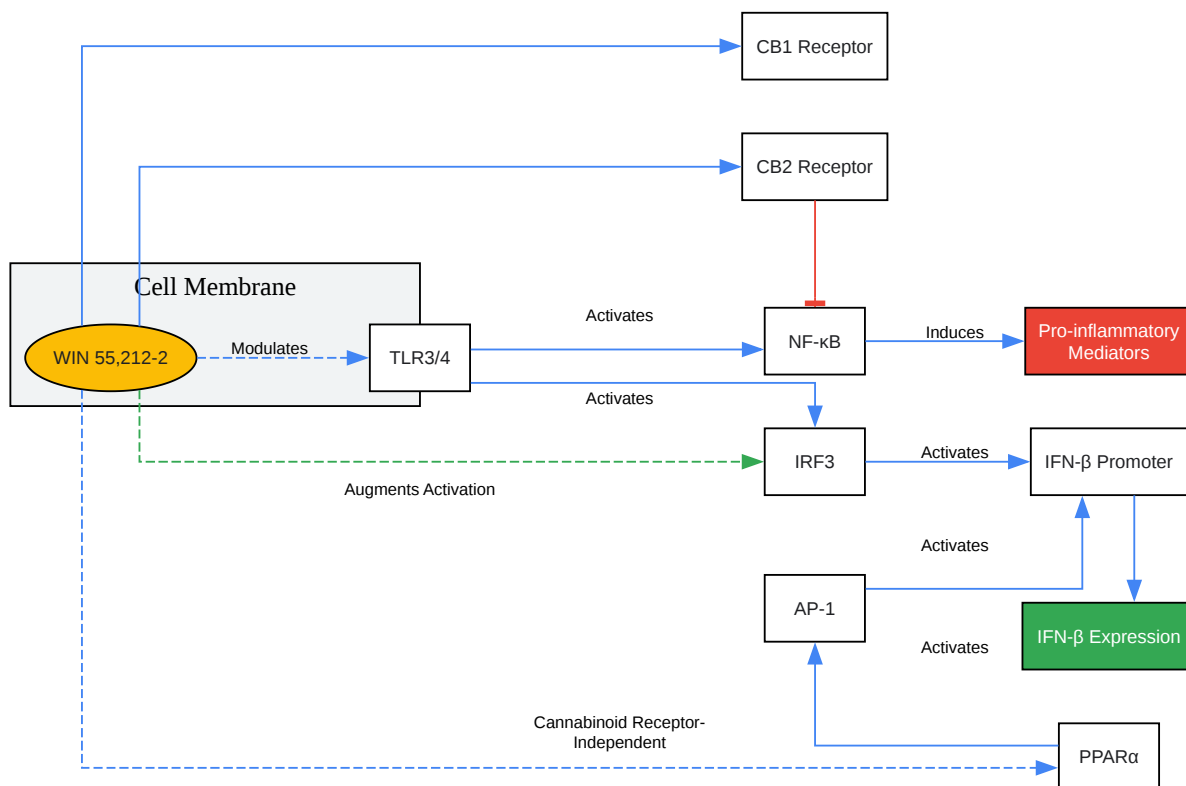 CB1 Receptor
CB2 Receptor
Cell Membrane
WIN 55,212-2
Modulates
TLR3/4
Activates
NF-κB
Induces
Pro-inflammatory
Mediators
Activates
IRF3
Activates
IFN-β Promoter
Augments Activation
Activates
AP-1
Activates
IFN-β Expression
Cannabinoid Receptor-
Independent
PPARα